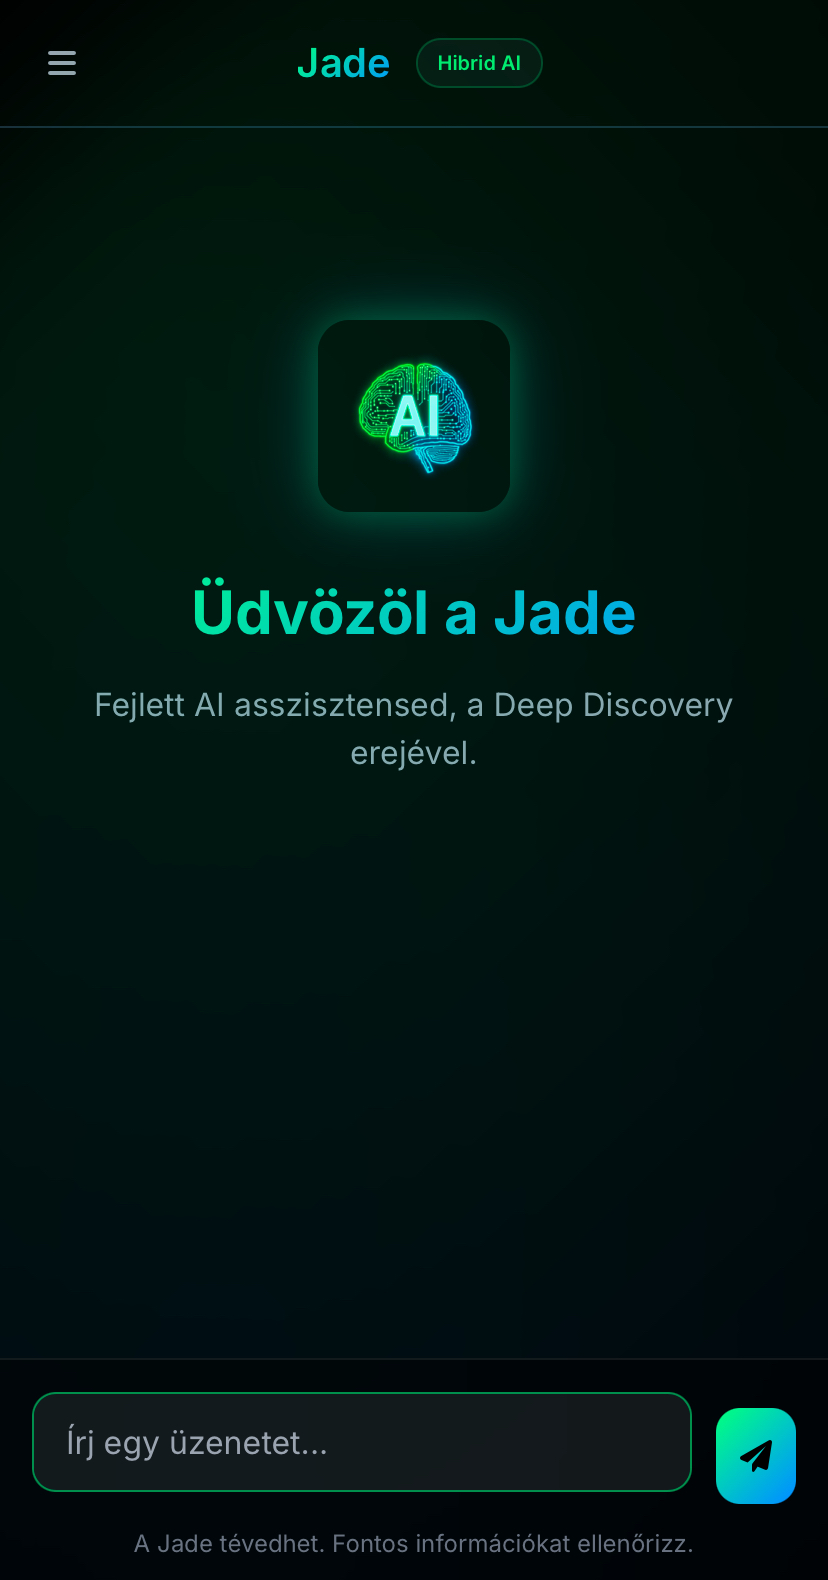 Jade
Hibrid AI
AI
Üdvözöl a Jade
Fejlett AI asszisztensed, a Deep Discovery
erejével.
Írj egy üzenetet...
A Jade tévedhet. Fontos információkat ellenőrizz.